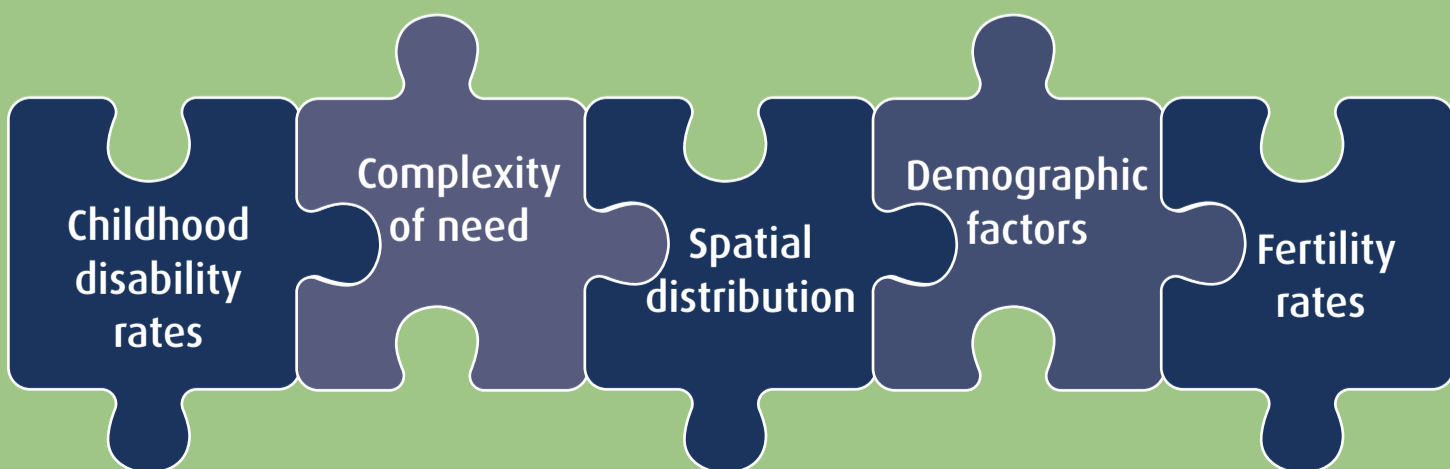 Childhood
disability
rates
Complexity
of need
Spatial
distribution
Demographic
factors
Fertility
rates